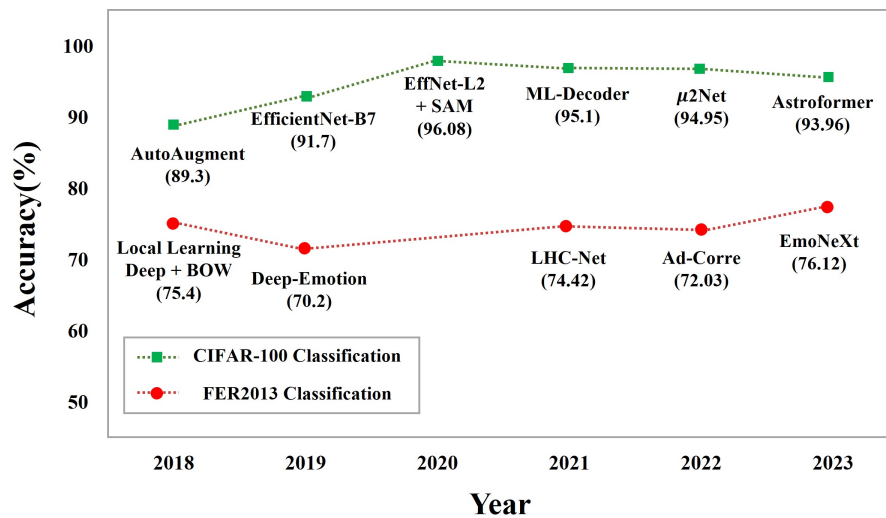 100
90
80
70
60
50
Accuracy(%)
AutoAugment
(89.3)
EfficientNet-B7
(91.7)
EffNet-L2
+ SAM
(96.08)
ML-Decoder
(95.1)
μ2Net
(94.95)
Astroformer
(93.96)
Local Learning
Deep + BOW
(75.4)
Deep-Emotion
(70.2)
LHC-Net
(74.42)
Ad-Corre
(72.03)
EmoNeXt
(76.12)
CIFAR-100 Classification
FER2013 Classification
2018
2019
2020
2021
2022
2023
Year